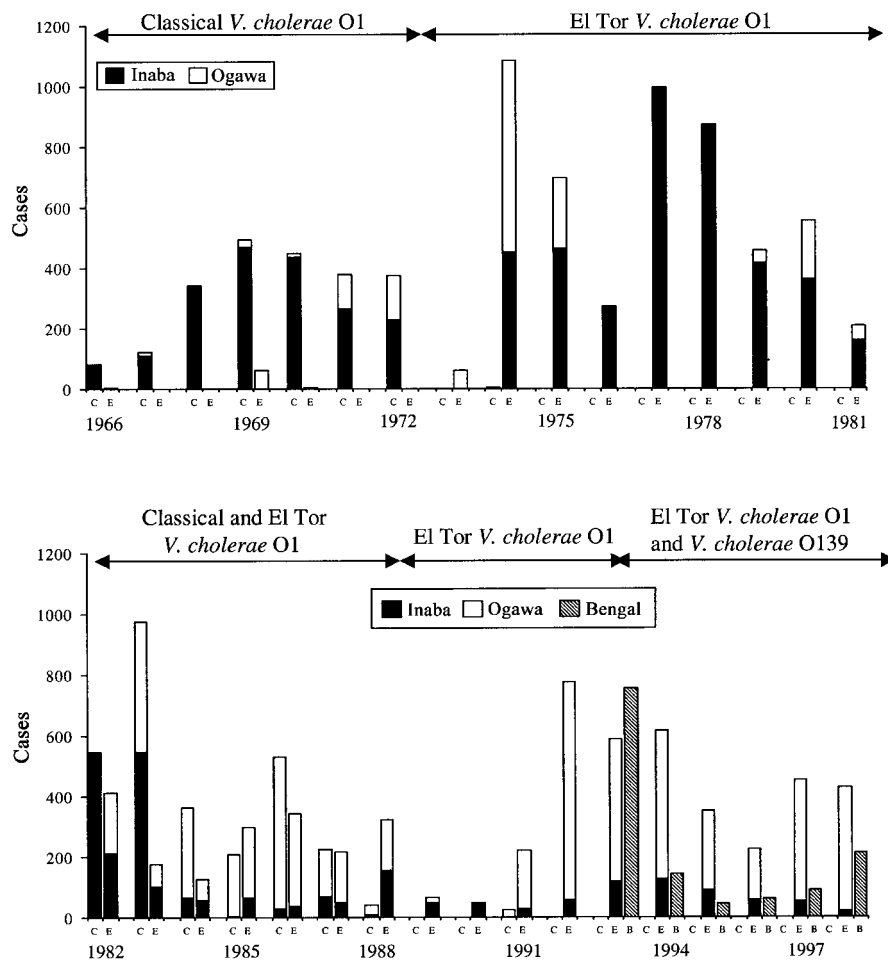 Classical V. cholerae O1 El Tor V. cholerae O1
Inaba Ogawa
Cases
1200
1000
800
600
400
200
0
C E C E C E C E C E C E C E C E C E C E C E C E C E C E C E C E
1966 1969 1972 1975 1978 1981
Classical and El Tor
V. cholerae O1
El Tor V. cholerae O1
El Tor V. cholerae O1
and V. cholerae O139
Inaba Ogawa Bengal
Cases
1200
1000
800
600
400
200
0
C E C E C E C E C E C E C E C E C E C E C E C E B C E B C E B C E B C E B C E B
1982 1985 1988 1991 1994 1997